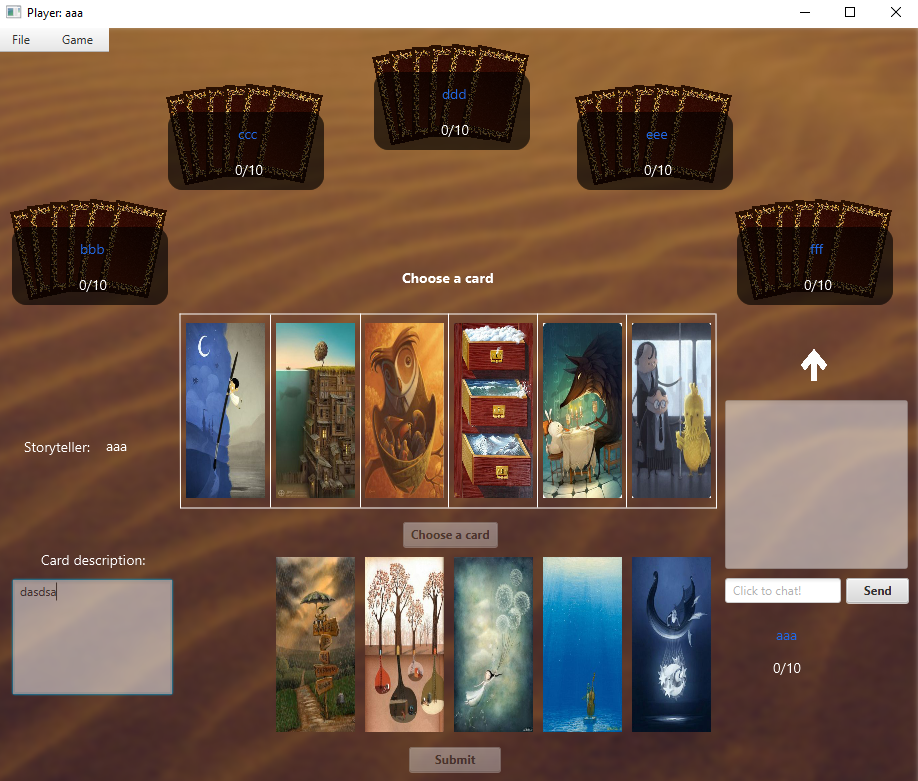 Player: aaa
File Game
ddd
0/10
ccc
0/10
eee
0/10
bbb
0/10
fff
0/10
Choose a card
Storyteller: aaa
Choose a card
Card description:
dasdsa
Click to chat!
Send
aaa
0/10
Submit